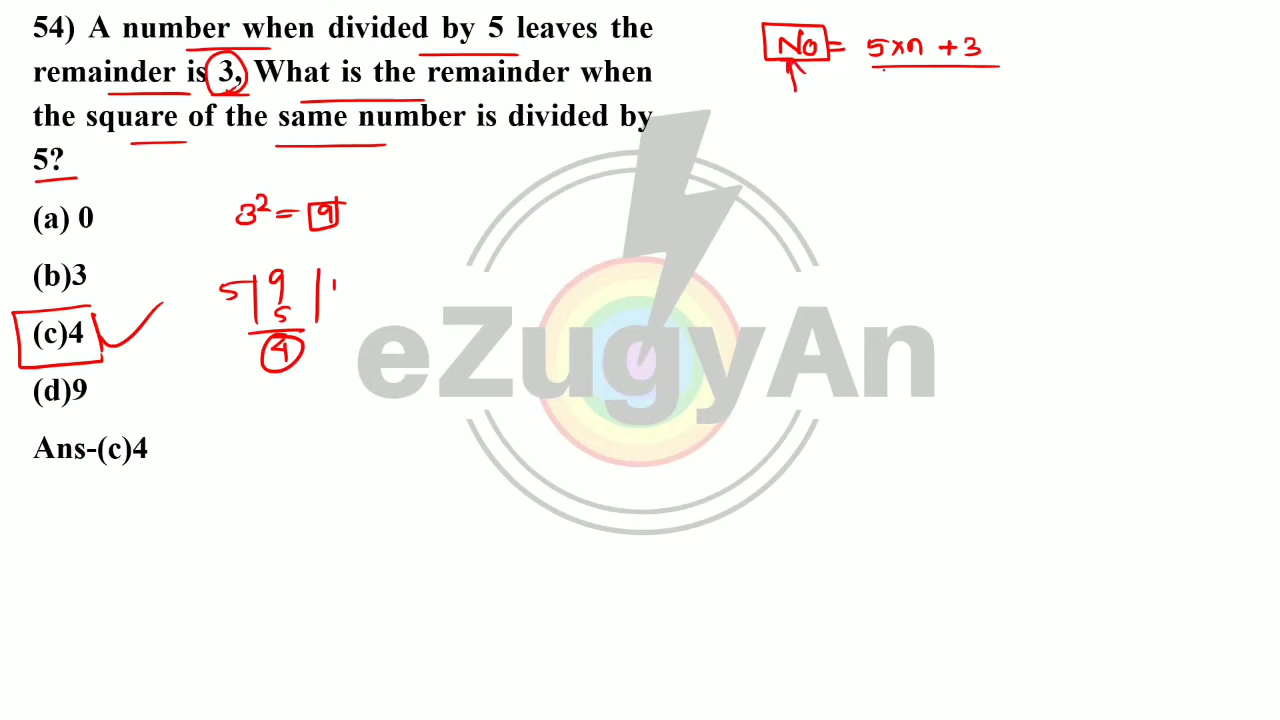 54) A number when divided by 5 leaves the
remainder is 3, What is the remainder when
the square of the same number is divided by
5?
(a) 0
(b)3
(c)4
(d)9
Ans-(c)4
3² = 9
5 | 9 | 1
5
4
No = 5×n + 3
eZugyAn